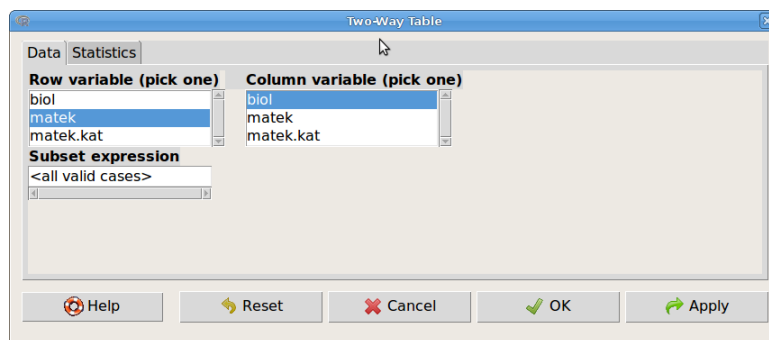 Two-Way Table
Data Statistics
Row variable (pick one) Column variable (pick one)
biol biol
matek matek
matek.kat matek.kat
Subset expression
<all valid cases>
Help Reset Cancel OK Apply